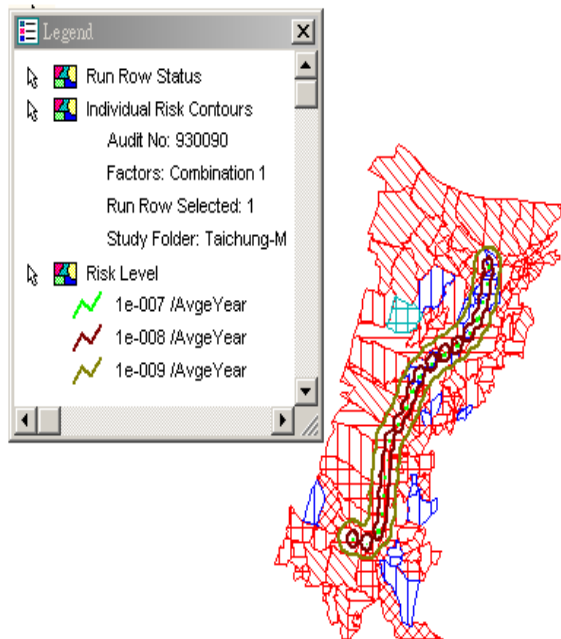 Legend
Run Row Status
Individual Risk Contours
Audit No: 930090
Factors: Combination 1
Run Row Selected: 1
Study Folder: Taichung-M
Risk Level
1e-007 /AvgeYear
1e-008 /AvgeYear
1e-009 /AvgeYear